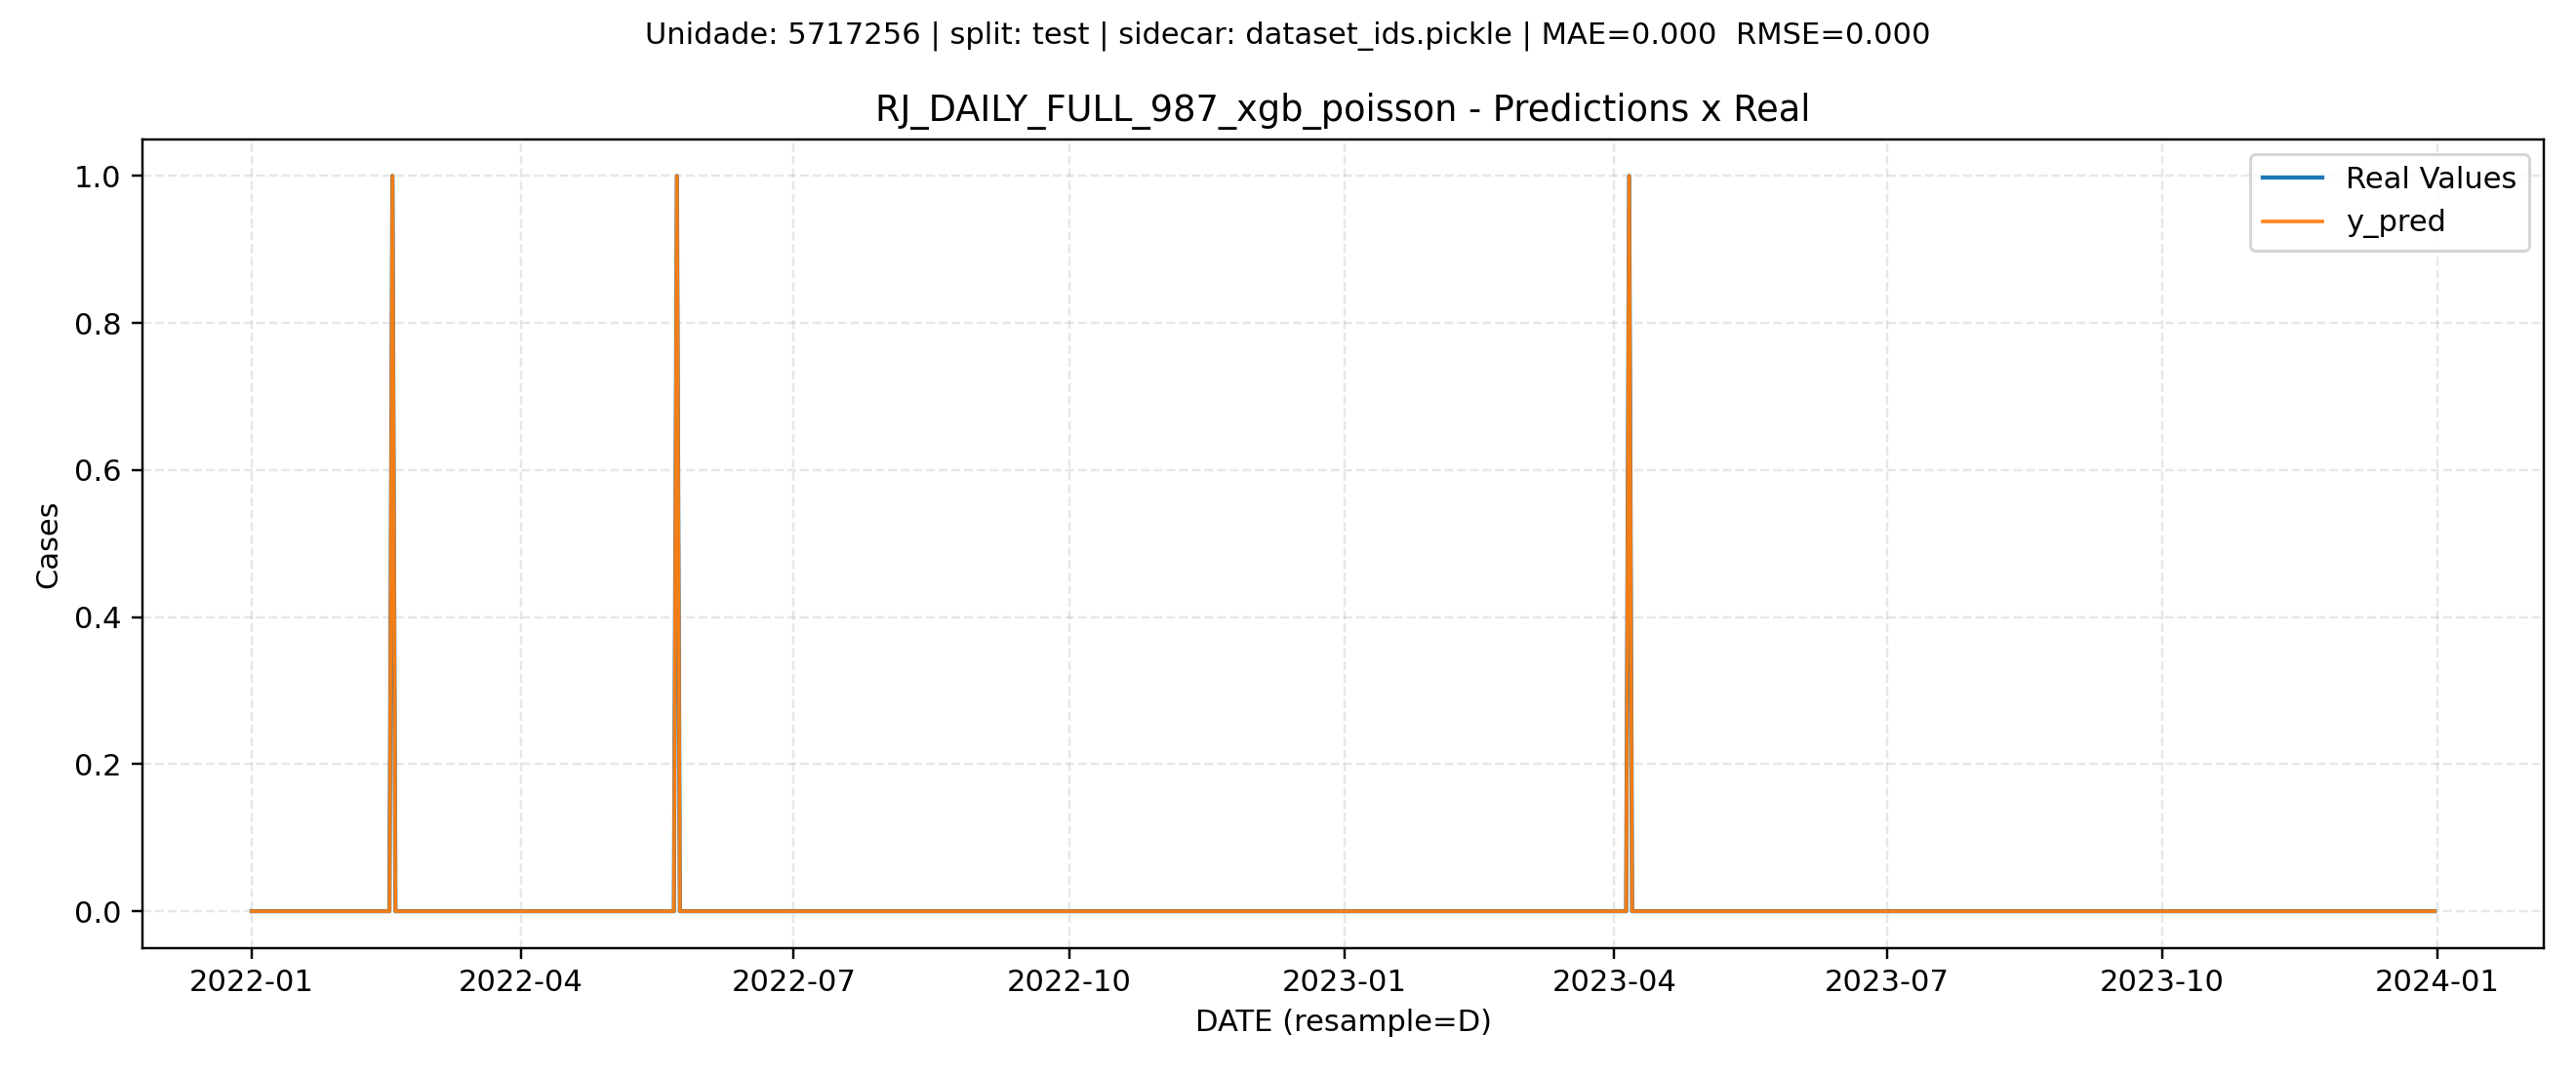 Unidade: 5717256 | split: test | sidecar: dataset_ids.pickle | MAE=0.000  RMSE=0.000
RJ_DAILY_FULL_987_xgb_poisson - Predictions x Real
Real Values
y_pred
1.0
0.8
0.6
0.4
0.2
0.0
Cases
2022-01 2022-04 2022-07 2022-10 2023-01 2023-04 2023-07 2023-10 2024-01
DATE (resample=D)